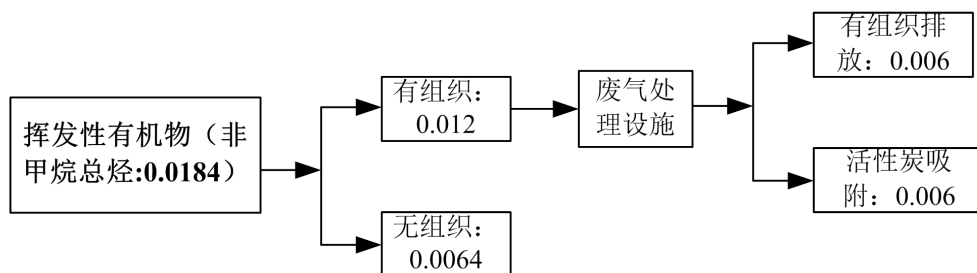 挥发性有机物（非
甲烷总烃:0.0184）
有组织：
0.012
无组织：
0.0064
废气处
理设施
有组织排
放：0.006
活性炭吸
附：0.006